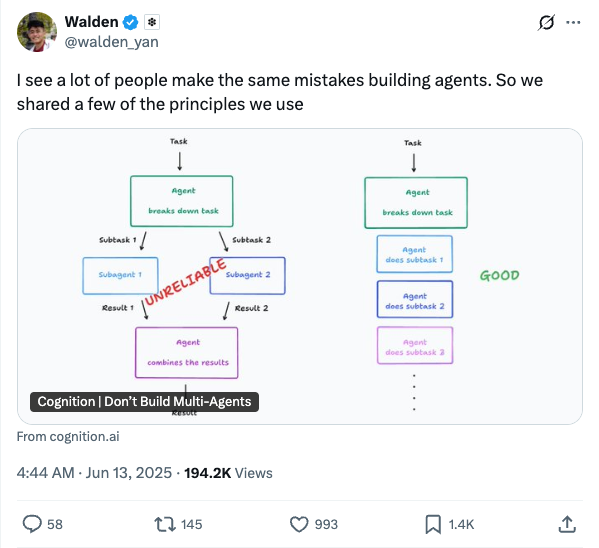 Walden
@walden_yan
I see a lot of people make the same mistakes building agents. So we
shared a few of the principles we use
Task
Agent
breaks down task
Subtask 1
Subtask 2
Subagent 1
Subagent 2
UNRELIABLE
Result 1
Result 2
Agent
combines the results
Result
Task
Agent
breaks down task
Agent
does subtask 1
Agent
does subtask 2
Agent
does subtask 3
GOOD
Cognition | Don’t Build Multi-Agents
From cognition.ai
4:44 AM · Jun 13, 2025 · 194.2K Views
58
145
993
1.4K